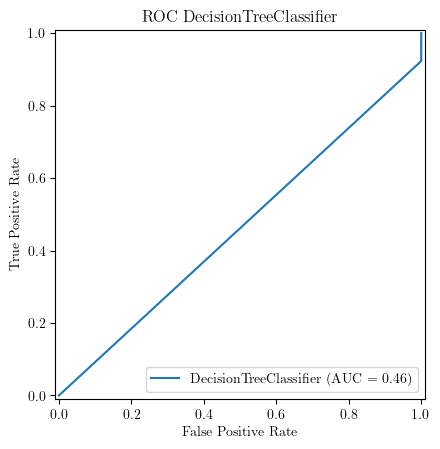 ROC DecisionTreeClassifier
True Positive Rate
1.0
0.8
0.6
0.4
0.2
0.0
DecisionTreeClassifier (AUC = 0.46)
0.0 0.2 0.4 0.6 0.8 1.0
False Positive Rate